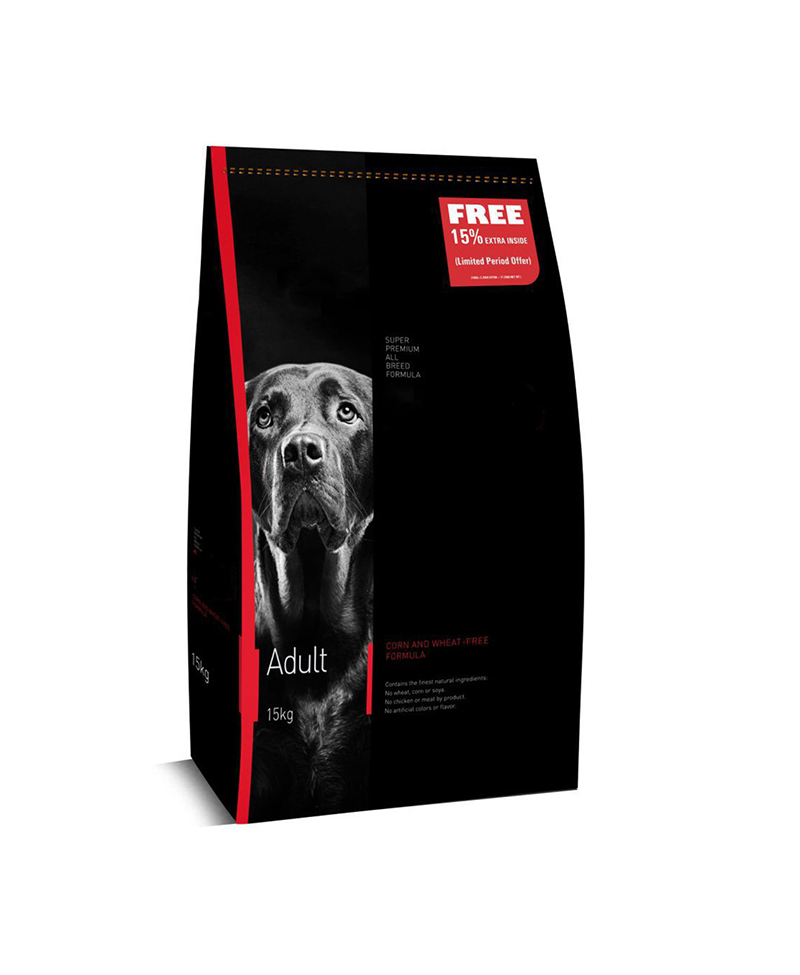 FREE
15% EXTRA INSIDE
(Limited Period Offer)
SUPER
PREMIUM
ALL
BREED
FORMULA
CORN AND WHEAT-FREE
FORMULA
Contains the finest natural ingredients:
No wheat, corn or soya.
No chicken or meat by product.
No artificial colors or flavor.
Adult
15kg
15kg